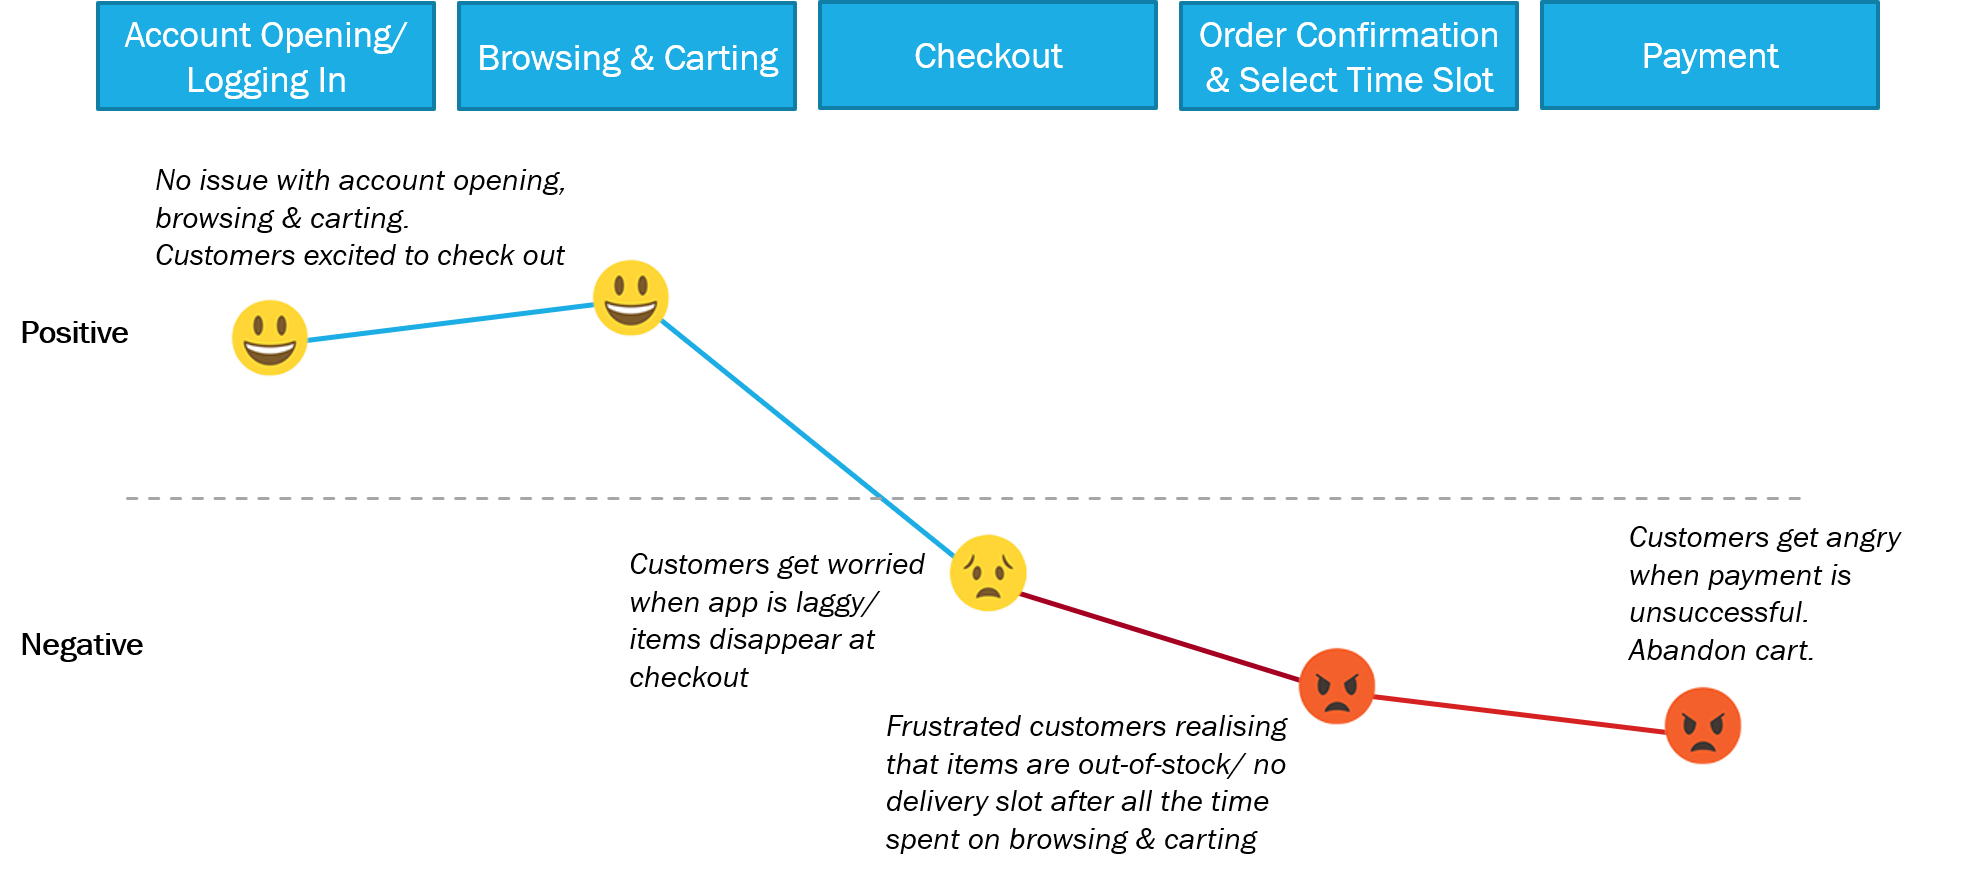 Account Opening/
Logging In
Browsing & Carting
Checkout
Order Confirmation
& Select Time Slot
Payment
No issue with account opening,
browsing & carting.
Customers excited to check out
Positive
Customers get worried
when app is laggy/
items disappear at
checkout
Customers get angry
when payment is
unsuccessful.
Abandon cart.
Negative
Frustrated customers realising
that items are out-of-stock/ no
delivery slot after all the time
spent on browsing & carting